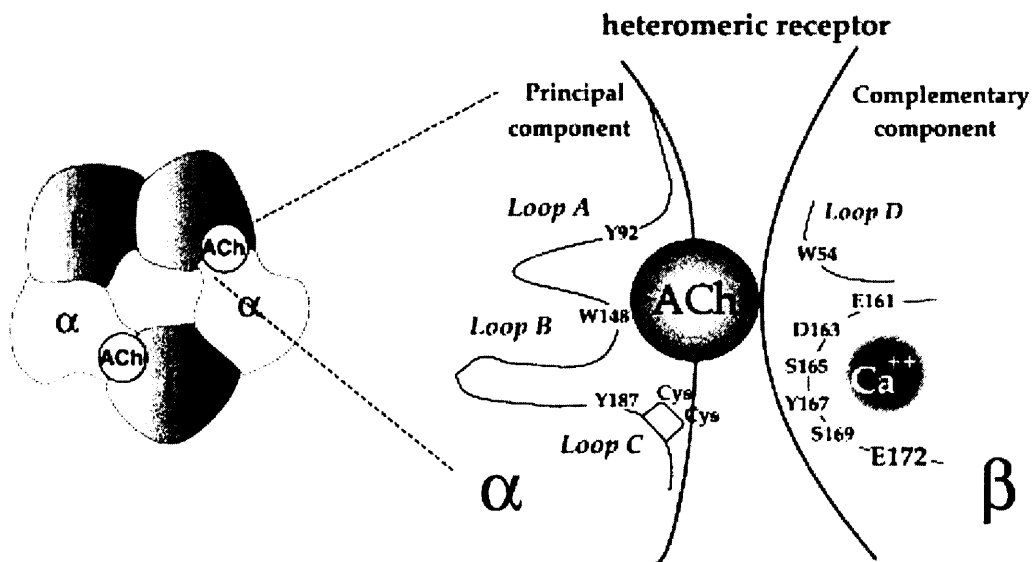 heteromeric receptor
Principal
component
Complementary
component
Loop A
Y92
Loop D
W54
ACh
α
α
ACh
ACh
W148
Loop B
E161
D163
S165
Ca++
Y167
S169
E172
Y187
Cys
Cys
Loop C
α
β